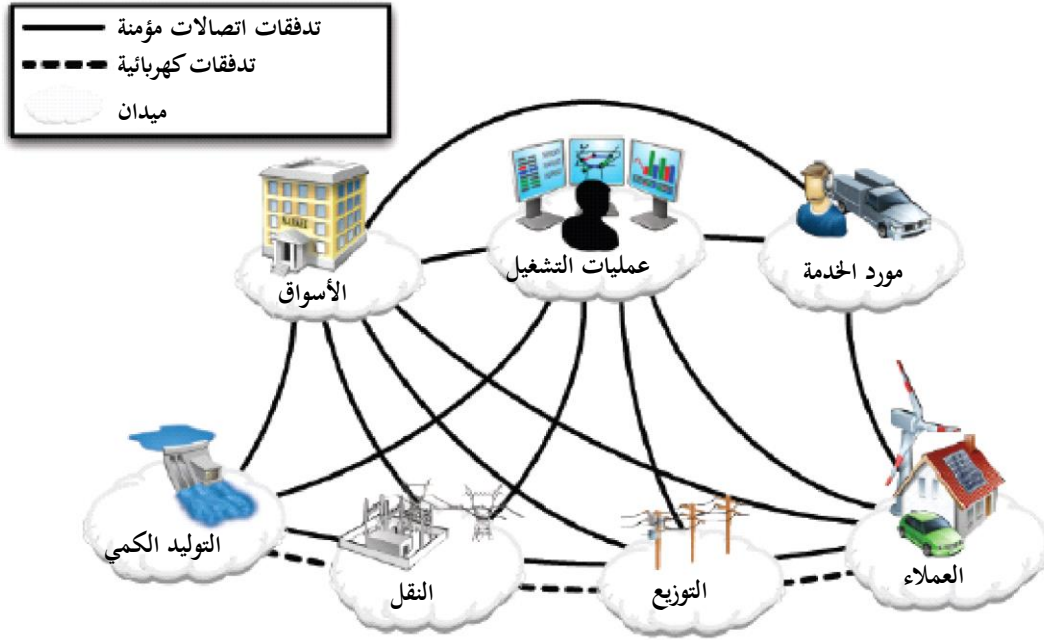 تدفقات اتصالات مؤمنة
تدفقات كهربائية
ميدان
عمليات التشغيل
مورد الخدمة
الأسواق
التوليد الكمي
النقل
التوزيع
العملاء